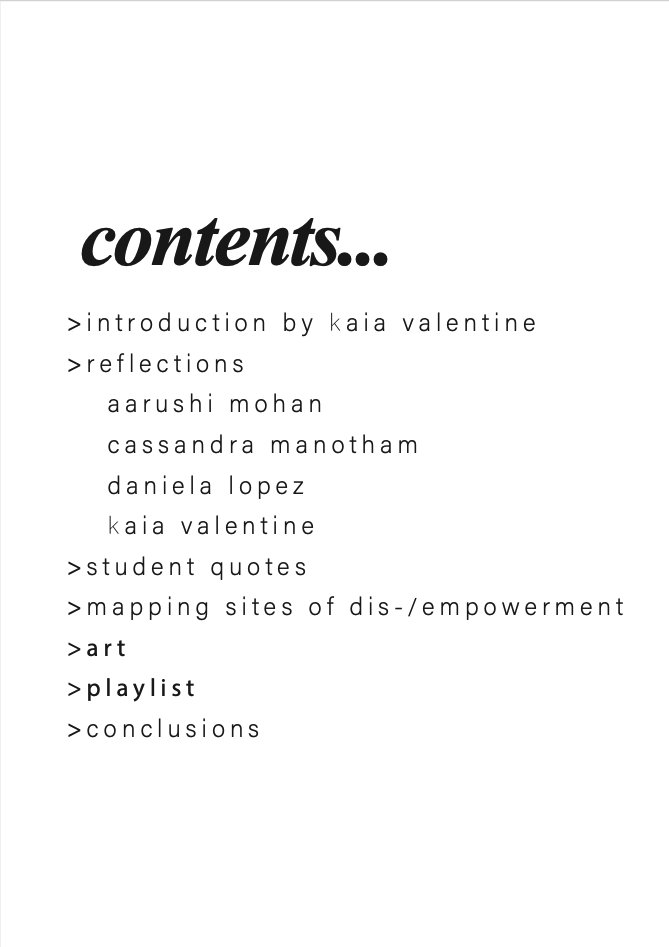 contents...
>introduction by kaia valentine
>reflections
aarushi mohan
cassandra manotham
daniela lopez
kaia valentine
>student quotes
>mapping sites of dis-/empowerment
>art
>playlist
>conclusions